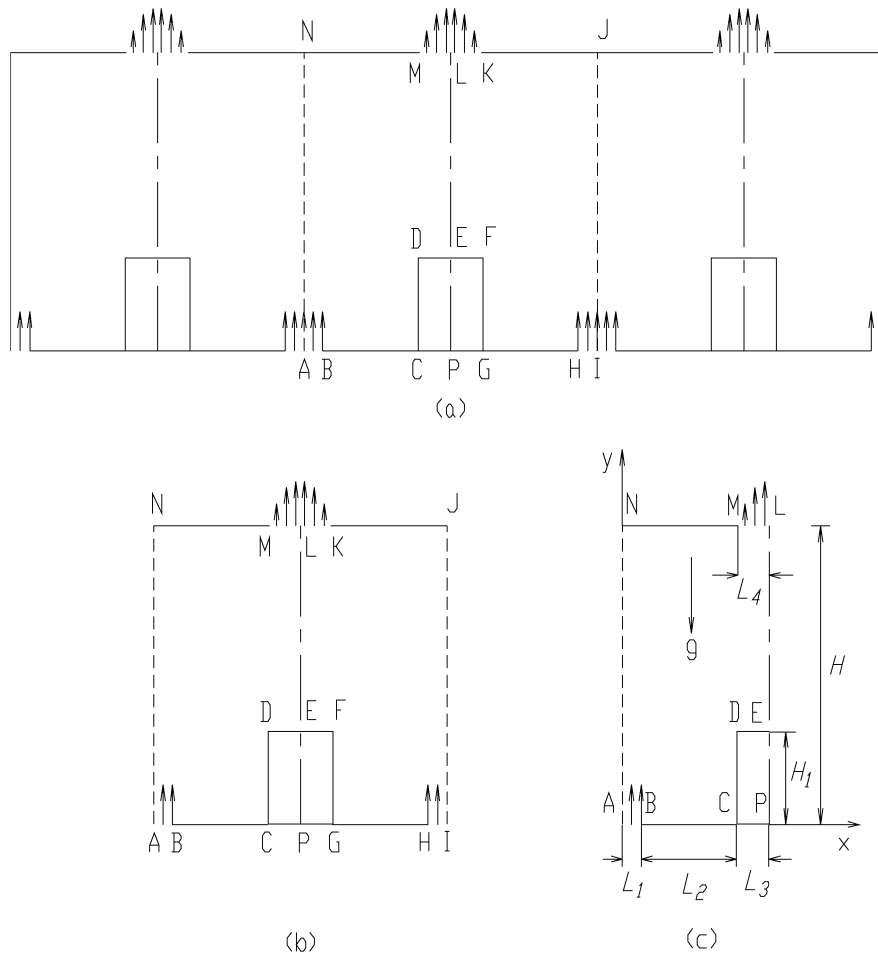 N J
M L K
D E F
A B C P G H I
(a)
N J
M L K
D E F
A B C P G H I
(b)
y
N M L
L4
g
H
D E
H1
A B C P
x
L1 L2 L3
(c)